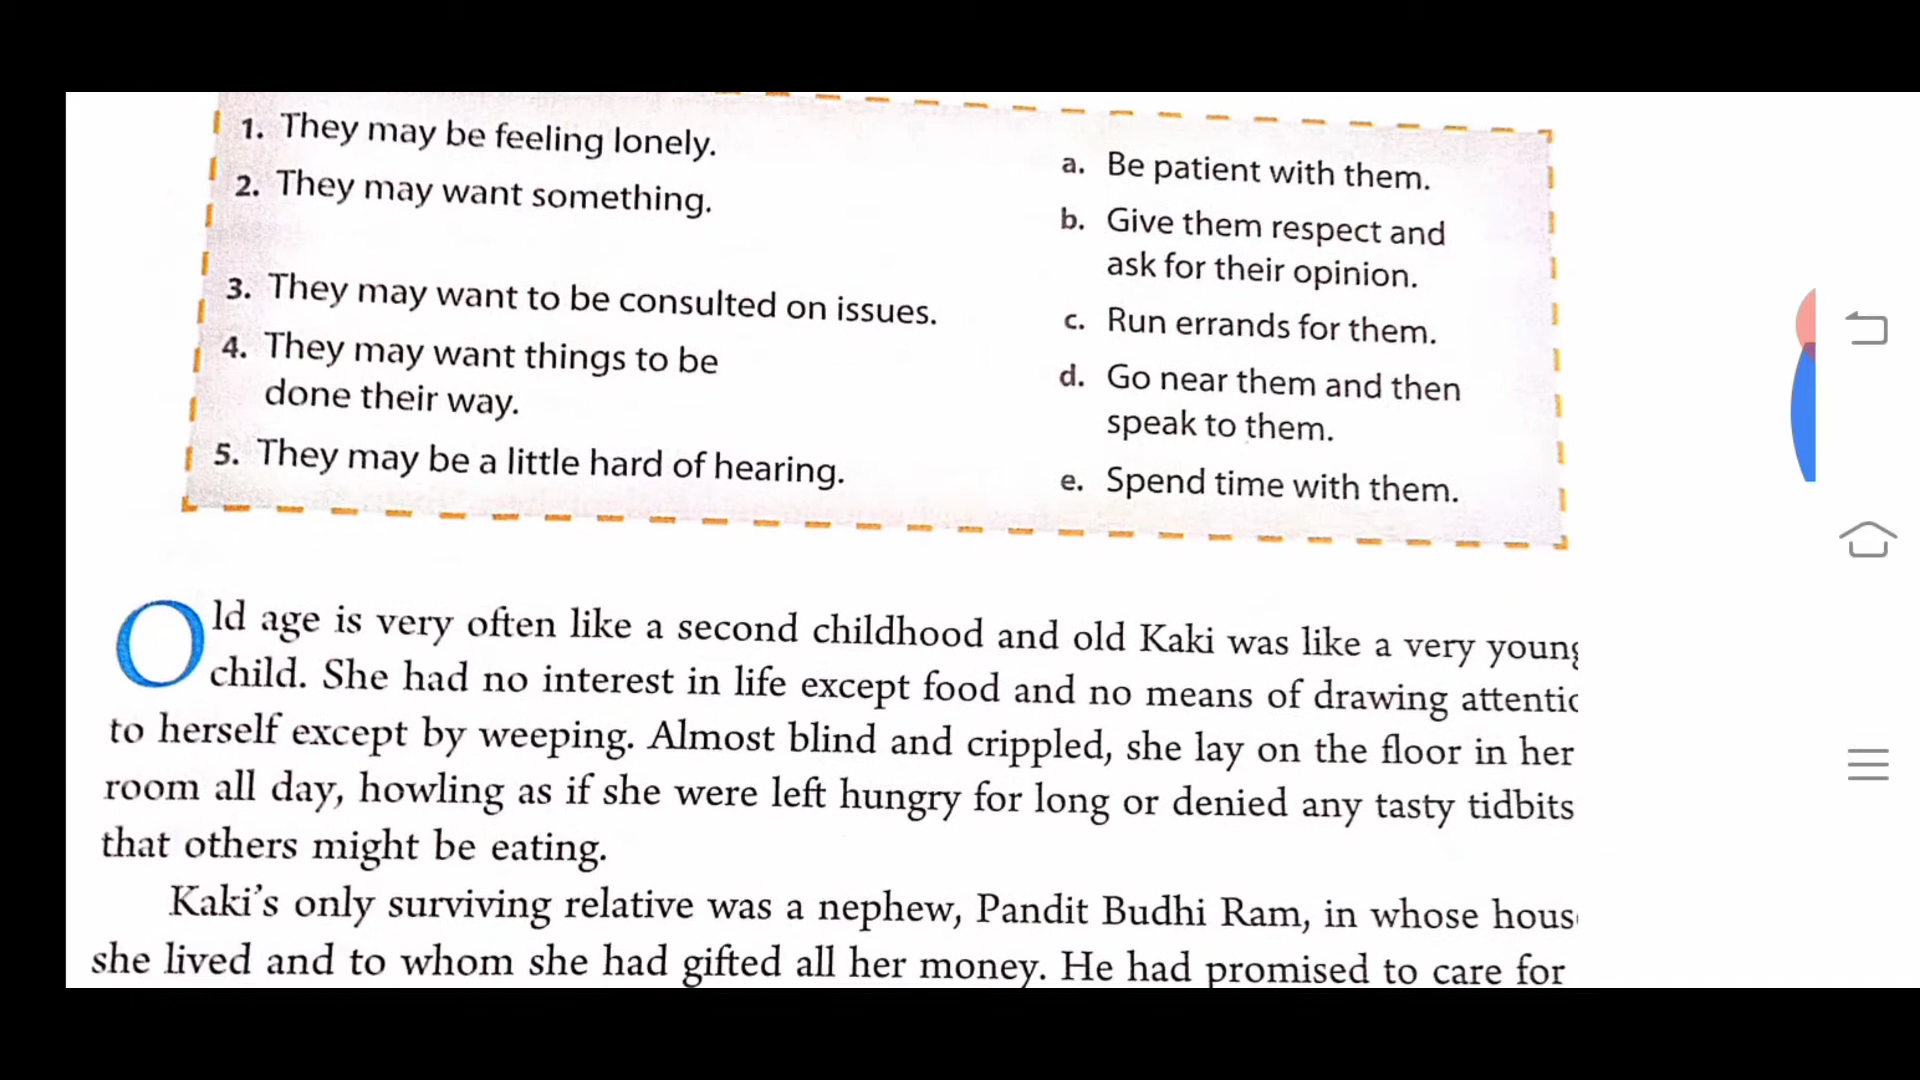 1. They may be feeling lonely.
2. They may want something.
3. They may want to be consulted on issues.
4. They may want things to be
done their way.
5. They may be a little hard of hearing.
a. Be patient with them.
b. Give them respect and
ask for their opinion.
c. Run errands for them.
d. Go near them and then
speak to them.
e. Spend time with them.
Old age is very often like a second childhood and old Kaki was like a very young
child. She had no interest in life except food and no means of drawing attentio
to herself except by weeping. Almost blind and crippled, she lay on the floor in her
room all day, howling as if she were left hungry for long or denied any tasty tidbits
that others might be eating.
Kaki's only surviving relative was a nephew, Pandit Budhi Ram, in whose hous
she lived and to whom she had gifted all her money. He had promised to care for